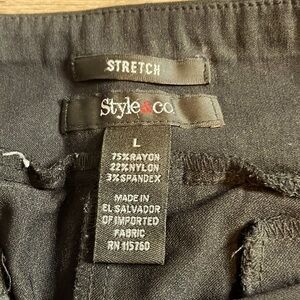 STRETCH
Style&co
L
75%RAYON
22%NYLON
3%SPANDEX
MADE IN
EL SALVADOR
OF IMPORTED
FABRIC
RN 115760